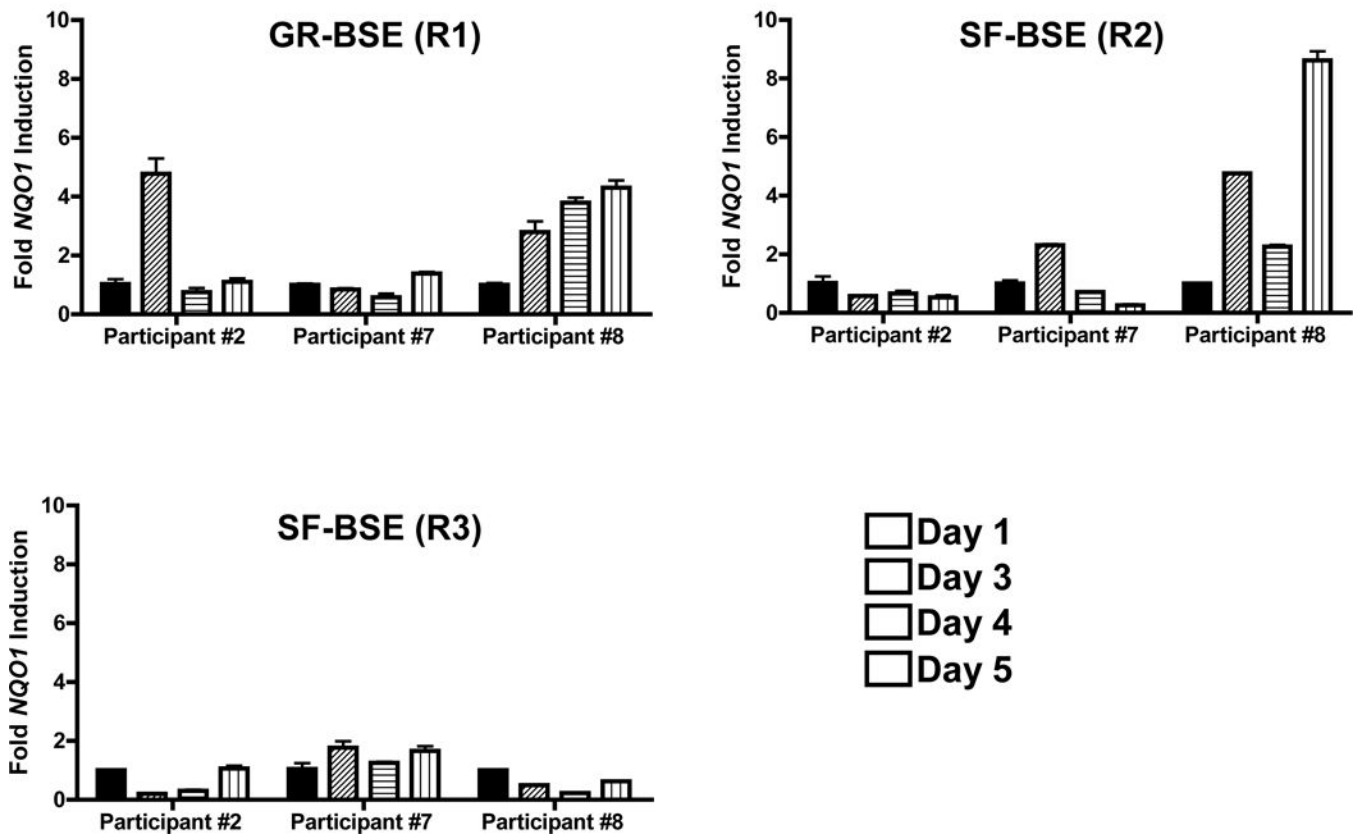 GR-BSE (R1)
Fold NQO1 Induction
10
8
6
4
2
0
Participant #2 Participant #7 Participant #8
SF-BSE (R2)
Fold NQO1 Induction
10
8
6
4
2
0
Participant #2 Participant #7 Participant #8
SF-BSE (R3)
Fold NQO1 Induction
10
8
6
4
2
0
Participant #2 Participant #7 Participant #8
Day 1
Day 3
Day 4
Day 5